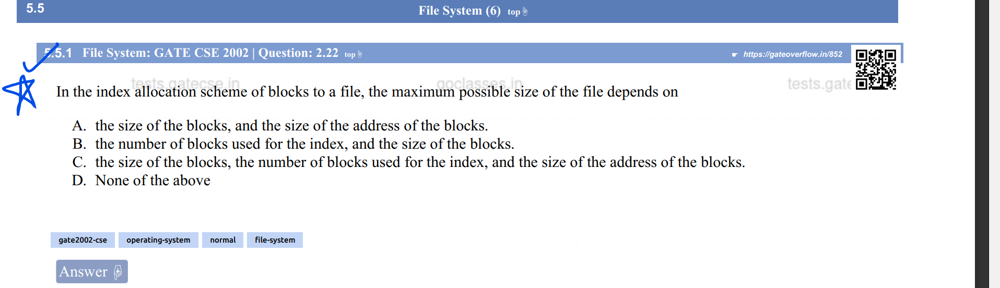 5.5
File System (6) top
5.5.1 File System: GATE CSE 2002 | Question: 2.22 top
https://gateoverflow.in/852
tests.gatecse.in
goclasses.in
tests.gate
In the index allocation scheme of blocks to a file, the maximum possible size of the file depends on
A. the size of the blocks, and the size of the address of the blocks.
B. the number of blocks used for the index, and the size of the blocks.
C. the size of the blocks, the number of blocks used for the index, and the size of the address of the blocks.
D. None of the above
gate2002-cse operating-system normal file-system
Answer